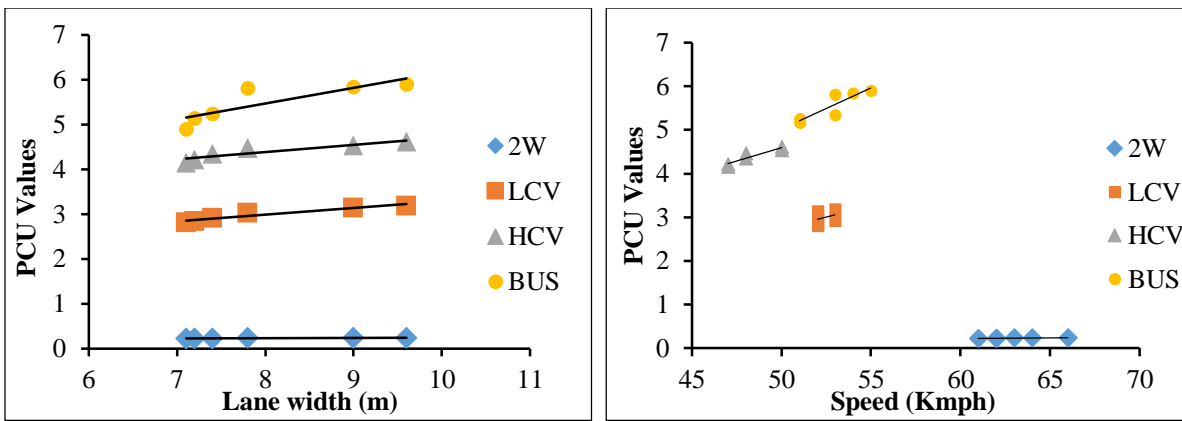 7
6
5
4
3
2
1
0
PCU Values
6 7 8 9 10 11
Lane width (m)
2W
LCV
HCV
BUS
7
6
5
4
3
2
1
0
PCU Values
45 50 55 60 65 70
Speed (Kmph)
2W
LCV
HCV
BUS